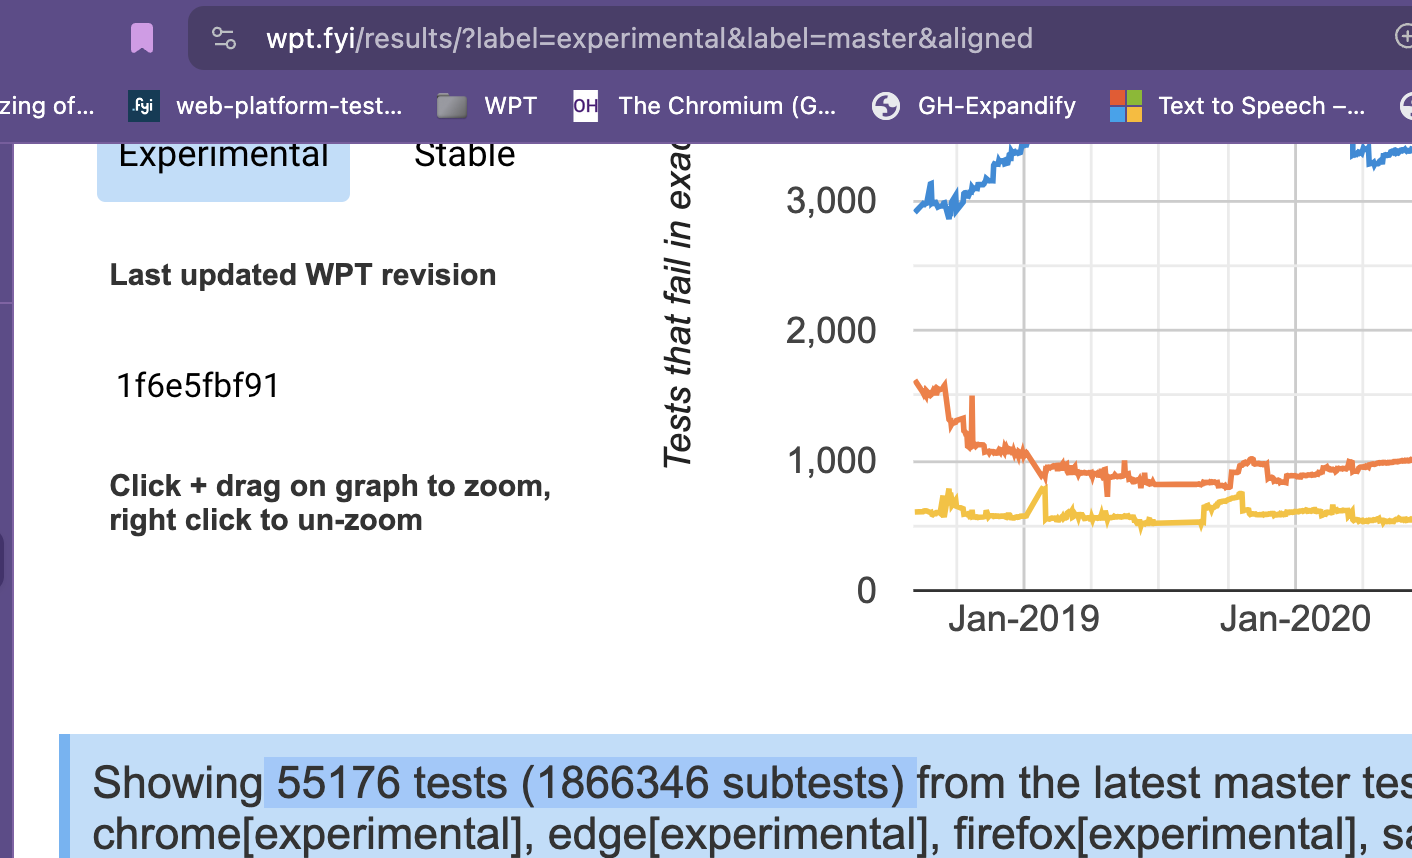 wpt.fyi/results/?label=experimental&label=master&aligned
zing of... .fyi web-platform-test... WPT OH The Chromium (G... GH-Expandify Text to Speech –...
Experimental Stable
Last updated WPT revision
1f6e5fbf91
Click + drag on graph to zoom,
right click to un-zoom
Tests that fail in exac
3,000
2,000
1,000
0
Jan-2019 Jan-2020
Showing 55176 tests (1866346 subtests) from the latest master tes
chrome[experimental], edge[experimental], firefox[experimental], sa